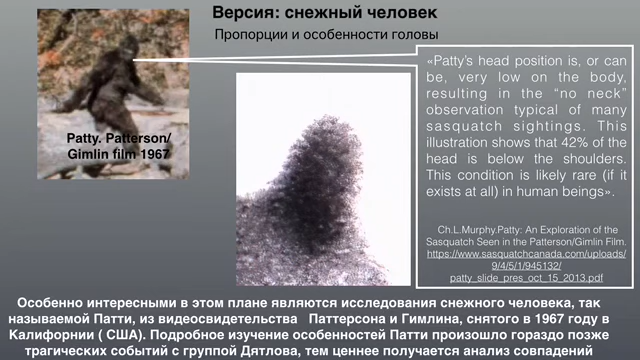 Версия: снежный человек
Пропорции и особенности головы
Patty. Patterson/
Gimlin film 1967
«Patty's head position is, or can
be, very low on the body,
resulting in the “no neck”
observation typical of many
sasquatch sightings. This
illustration shows that 42% of the
head is below the shoulders.
This condition is likely rare (if it
exists at all) in human beings».
Ch.L.Murphy.Patty: An Exploration of the
Sasquatch Seen in the Patterson/Gimlin Film.
https://www.sasquatchcanada.com/uploads/
9/4/5/1/945132/
patty_slide_pres_oct_15_2013.pdf
Особенно интересными в этом плане являются исследования снежного человека, так
называемой Патти, из видеосвидетельства Паттерсона и Гимлина, снятого в 1967 году в
Калифорнии ( США). Подробное изучение особенностей Патти произошло гораздо позже
трагических событий с группой Дятлова, тем ценнее получается анализ совпадений